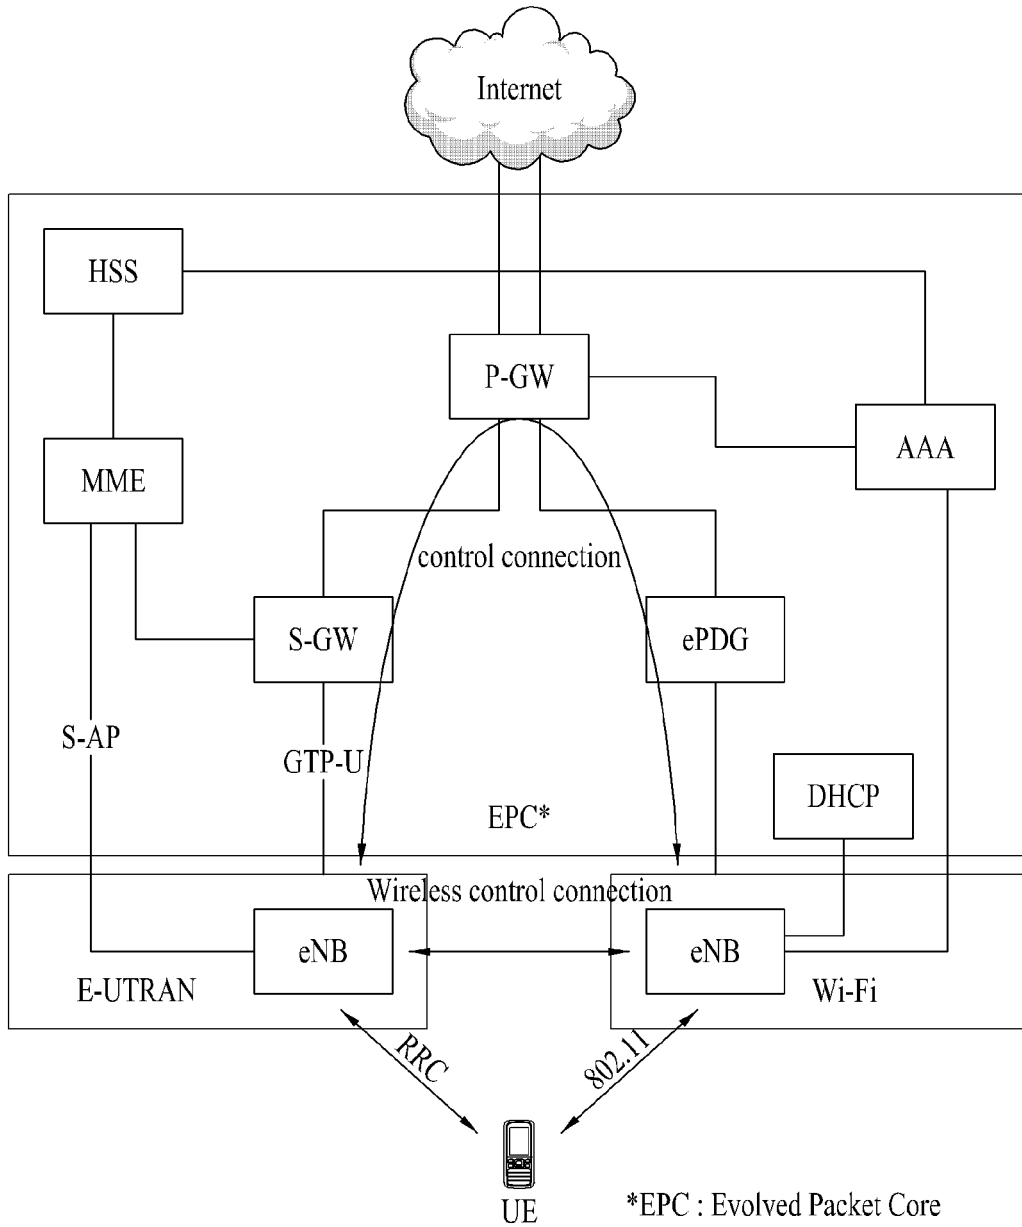 Internet
HSS
P-GW
AAA
MME
control connection
S-GW
ePDG
S-AP
GTP-U
DHCP
EPC*
Wireless control connection
eNB
eNB
E-UTRAN
Wi-Fi
RRC
802.11
UE
*EPC : Evolved Packet Core